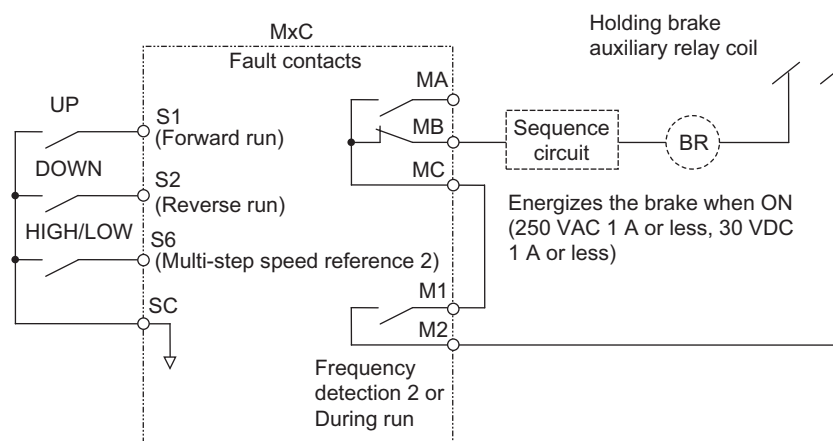 MxC
Fault contacts
Holding brake
auxiliary relay coil
UP
S1
(Forward run)
DOWN
S2
(Reverse run)
HIGH/LOW
S6
(Multi-step speed reference 2)
SC
MA
MB
MC
Sequence
circuit
BR
Energizes the brake when ON
(250 VAC 1 A or less, 30 VDC
1 A or less)
M1
M2
Frequency
detection 2 or
During run